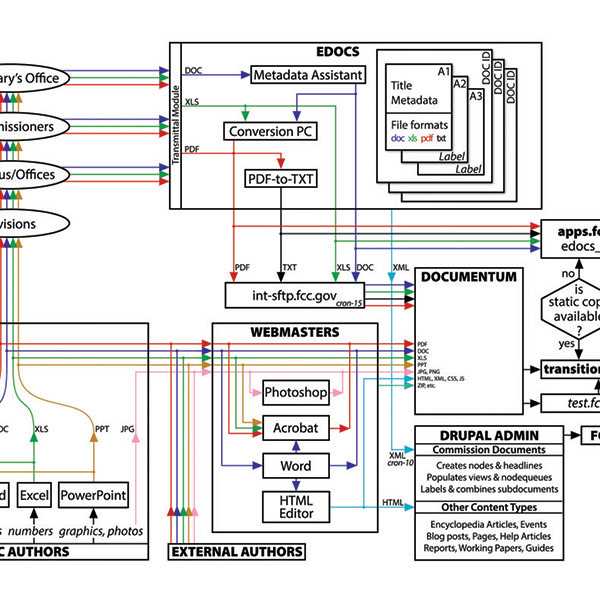 EDOCS
ary's Office
DOC
Metadata Assistant
XLS
Transmittal Module
missioners
Conversion PC
PDF
us/Offices
PDF-to-TXT
visions
A1
A2
A3
DOC ID
DOC ID
DOC ID
Title
Metadata
File formats
doc xls pdf txt
Label
Label
PDF
TXT
XLS
DOC
XML
int-sftp.fcc.gov
cron-15
apps.fc
edocs_
no
is
static cop
available
?
yes
transition
test.fc
DOCUMENTUM
PDF
DOC
XLS
PPT
JPG, PNG
HTML, XML, CSS, JS
ZIP, etc.
WEBMASTERS
Photoshop
Acrobat
Word
HTML
Editor
XML
cron-10
HTML
DRUPAL ADMIN
Commission Documents
Creates nodes & headlines
Populates views & nodequeues
Labels & combines subdocuments
Other Content Types
Encyclopedia Articles, Events
Blog posts, Pages, Help Articles
Reports, Working Papers, Guides
F
OC
XLS
PPT
JPG
d
Excel
PowerPoint
s
numbers
graphics, photos
C AUTHORS
EXTERNAL AUTHORS